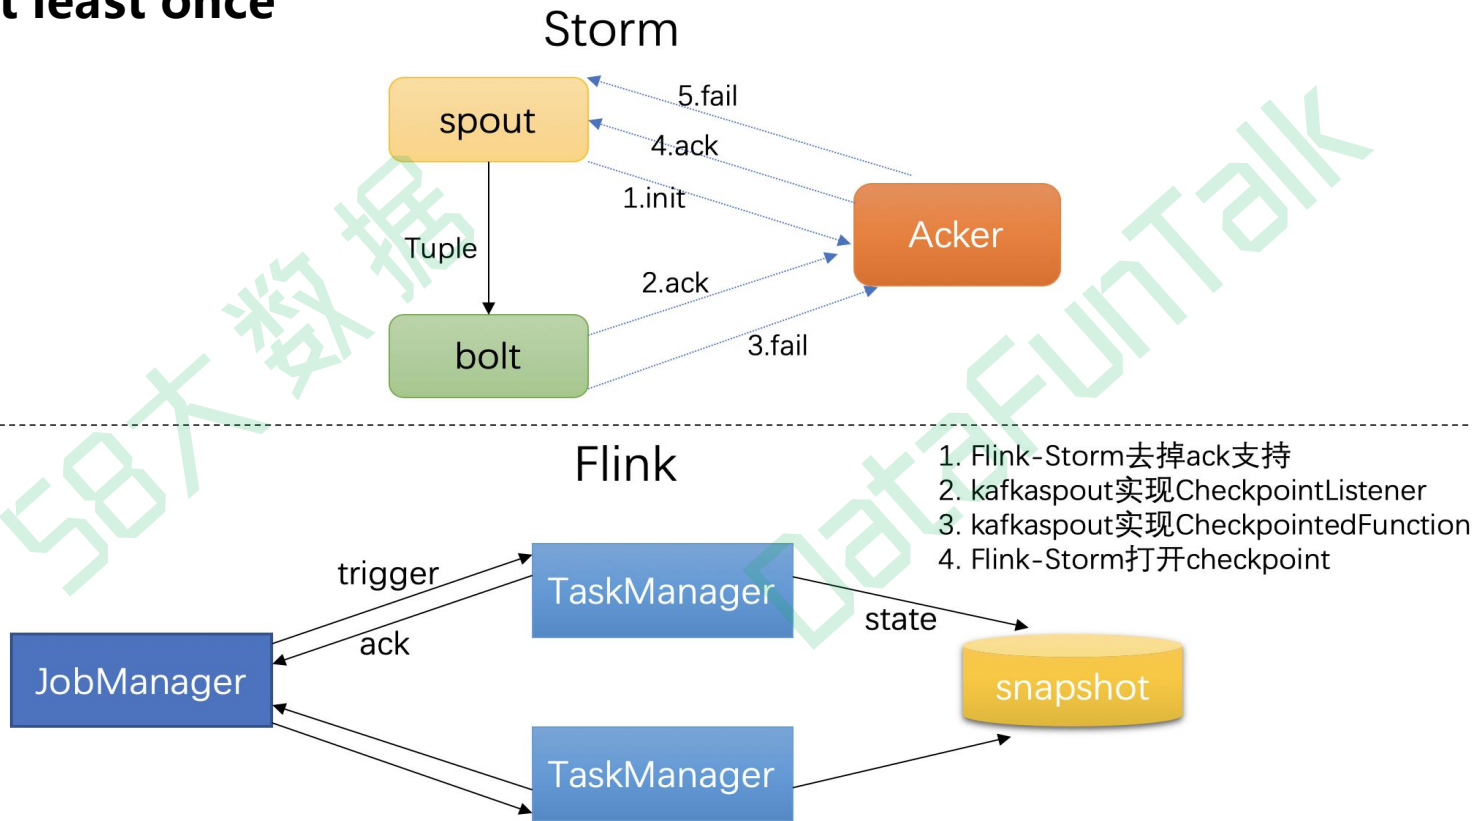 t least once
Storm
spout
5.fail
4.ack
1.init
Acker
Tuple
2.ack
bolt
3.fail
Flink
1. Flink-Storm去掉ack支持
2. kafkaspout实现CheckpointListener
3. kafkaspout实现CheckpointedFunction
4. Flink-Storm打开checkpoint
trigger
TaskManager
state
ack
JobManager
snapshot
TaskManager
58大数据
DataFunTalk